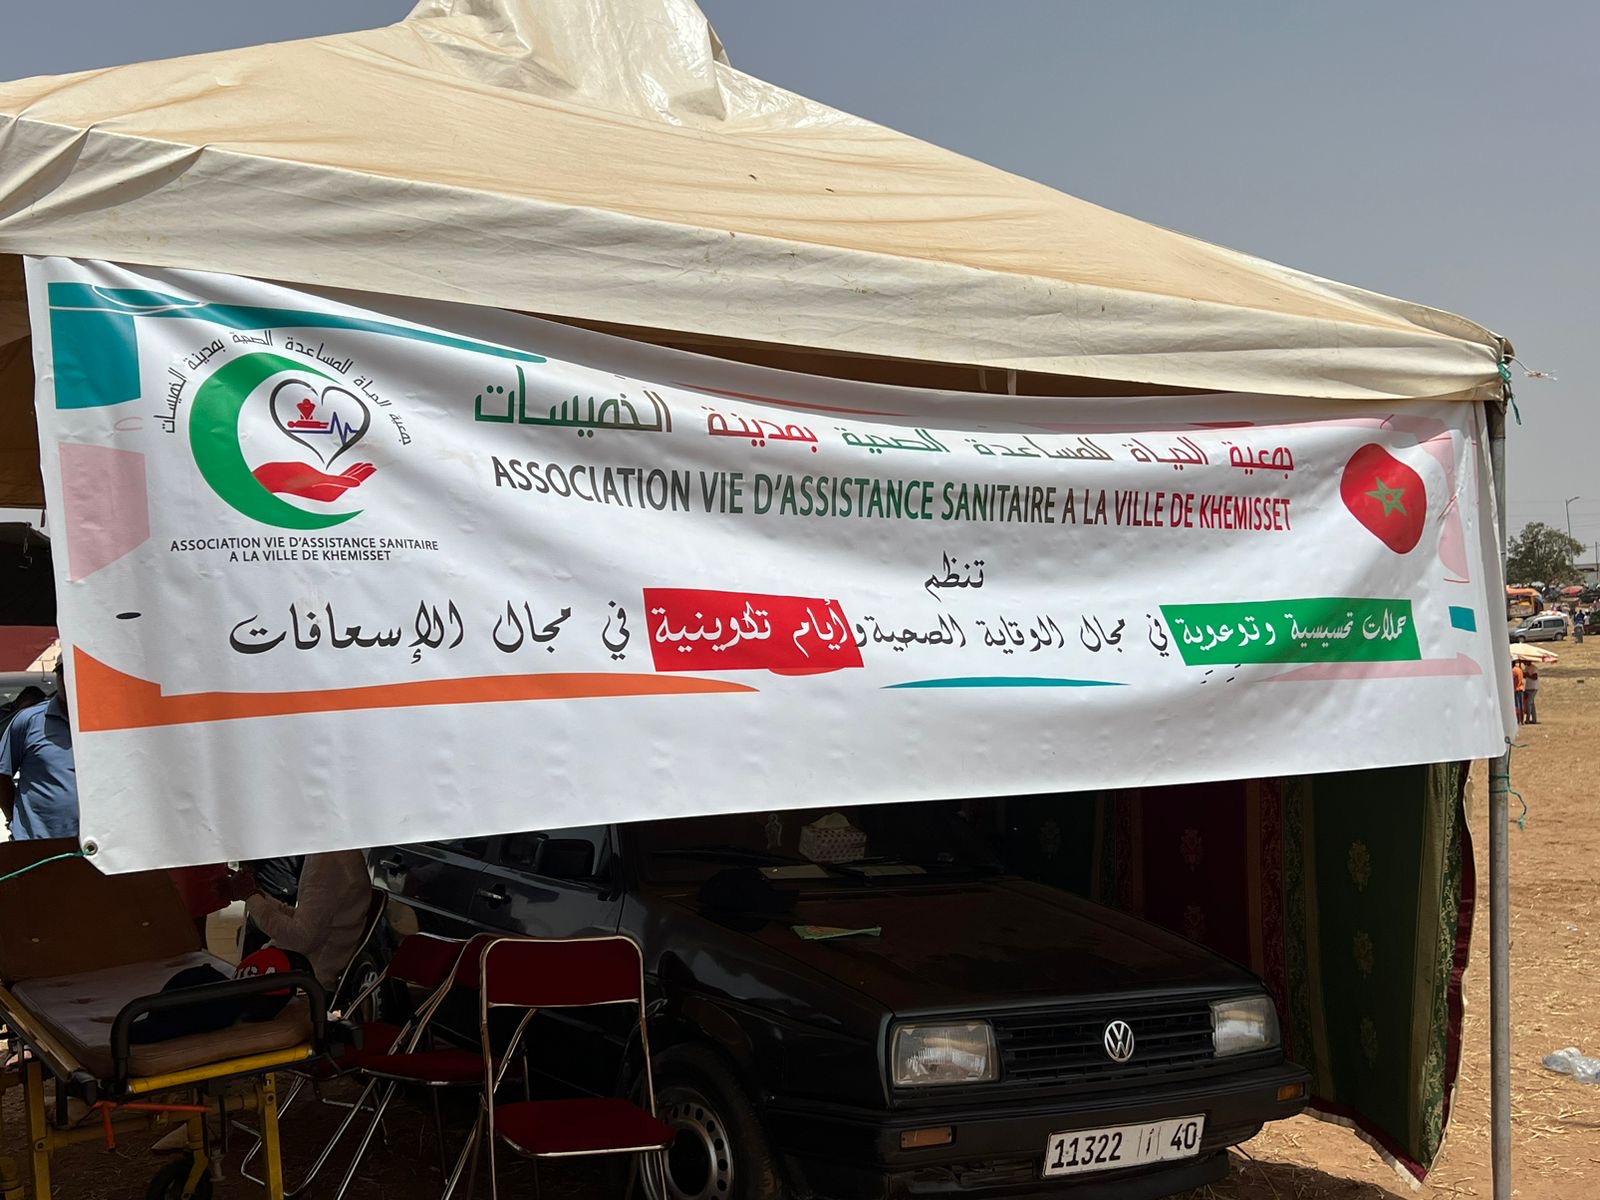 جمعية الحياة للمساعدة الصحية بمدينة الخميسات
ASSOCIATION VIE D'ASSISTANCE SANITAIRE
A LA VILLE DE KHEMISSET
جمعية الحياة للمساعدة الصحية بمدينة الخميسات
ASSOCIATION VIE D'ASSISTANCE SANITAIRE A LA VILLE DE KHEMISSET
تنظم
حملات تحسيسية وتوعوية في مجال الوقاية الصحية وأيام تكوينية في مجال الإسعافات
11322 أ 40